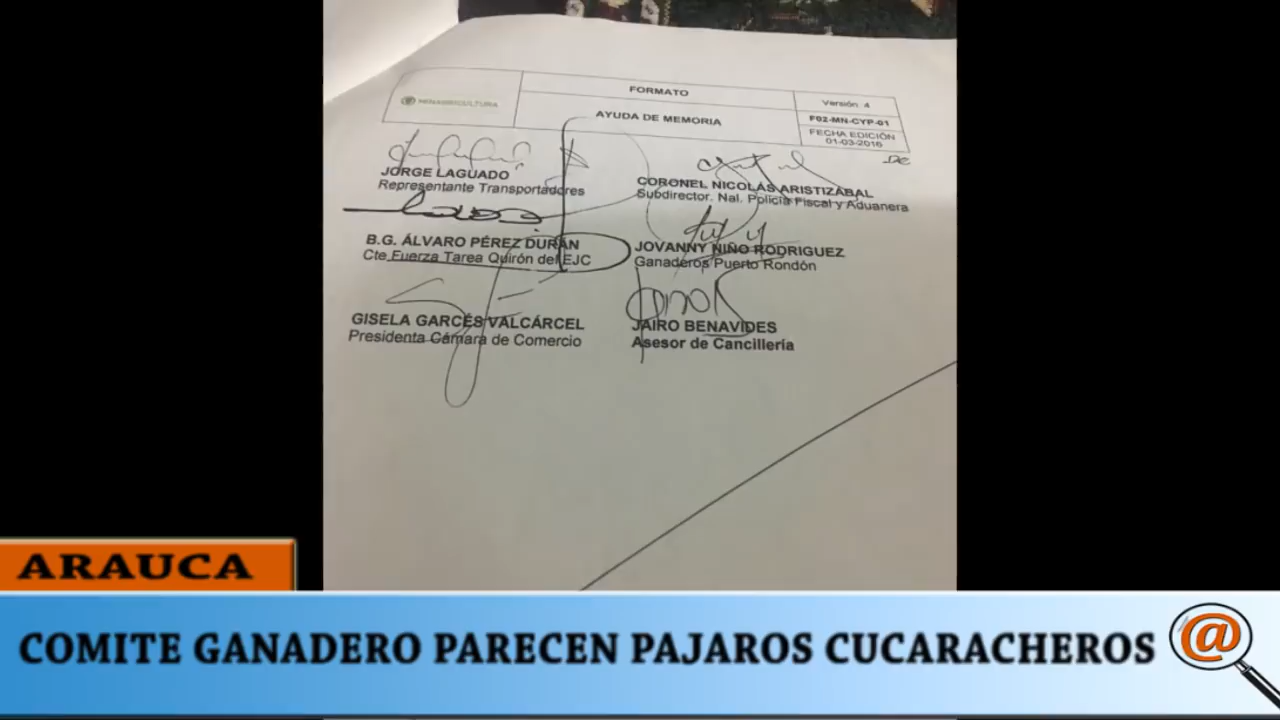 FORMATO
Versión: 4
MINAGRICULTURA
AYUDA DE MEMORIA
F02-MN-CYP-01
FECHA EDICIÓN
01-03-2016
JORGE LAGUADO
Representante Transportadores
CORONEL NICOLÁS ARISTIZÁBAL
Subdirector. Nal. Policía Fiscal y Aduanera
B.G. ÁLVARO PÉREZ DURÁN
Cte Fuerza Tarea Quirón del EJC
JOVANNY NIÑO RODRIGUEZ
Ganaderos Puerto Rondón
GISELA GARCÉS VALCÁRCEL
Presidenta Cámara de Comercio
JAIRO BENAVIDES
Asesor de Cancillería
ARAUCA
COMITE GANADERO PARECEN PAJAROS CUCARACHEROS
@